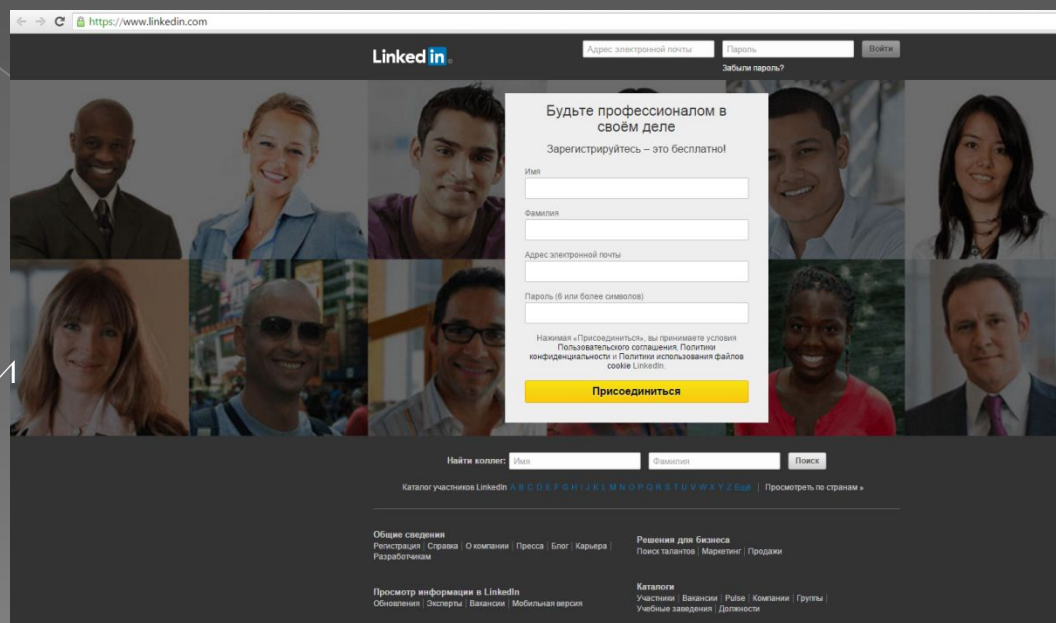 https://www.linkedin.com
Linked in
Адрес электронной почты Пароль Войти
Забыли пароль?
Будьте профессионалом в
своём деле
Зарегистрируйтесь – это бесплатно!
Имя
Фамилия
Адрес электронной почты
Пароль (6 или более символов)
Нажимая «Присоединиться», вы принимаете условия
Пользовательского соглашения, Политики
конфиденциальности и Политики использования файлов
cookie LinkedIn.
Присоединиться
и
Найти коллег: Имя Фамилия Поиск
Каталог участников LinkedIn A B C D E F G H I J K L M N O P Q R S T U V W X Y Z Ещё | Просмотреть по странам »
Общие сведения
Регистрация | Справка | О компании | Пресса | Блог | Карьера |
Разработчикам
Решения для бизнеса
Поиск талантов | Маркетинг | Продажи
Просмотр информации в LinkedIn
Обновления | Эксперты | Вакансии | Мобильная версия
Каталоги
Участники | Вакансии | Pulse | Компании | Группы |
Учебные заведения | Должности